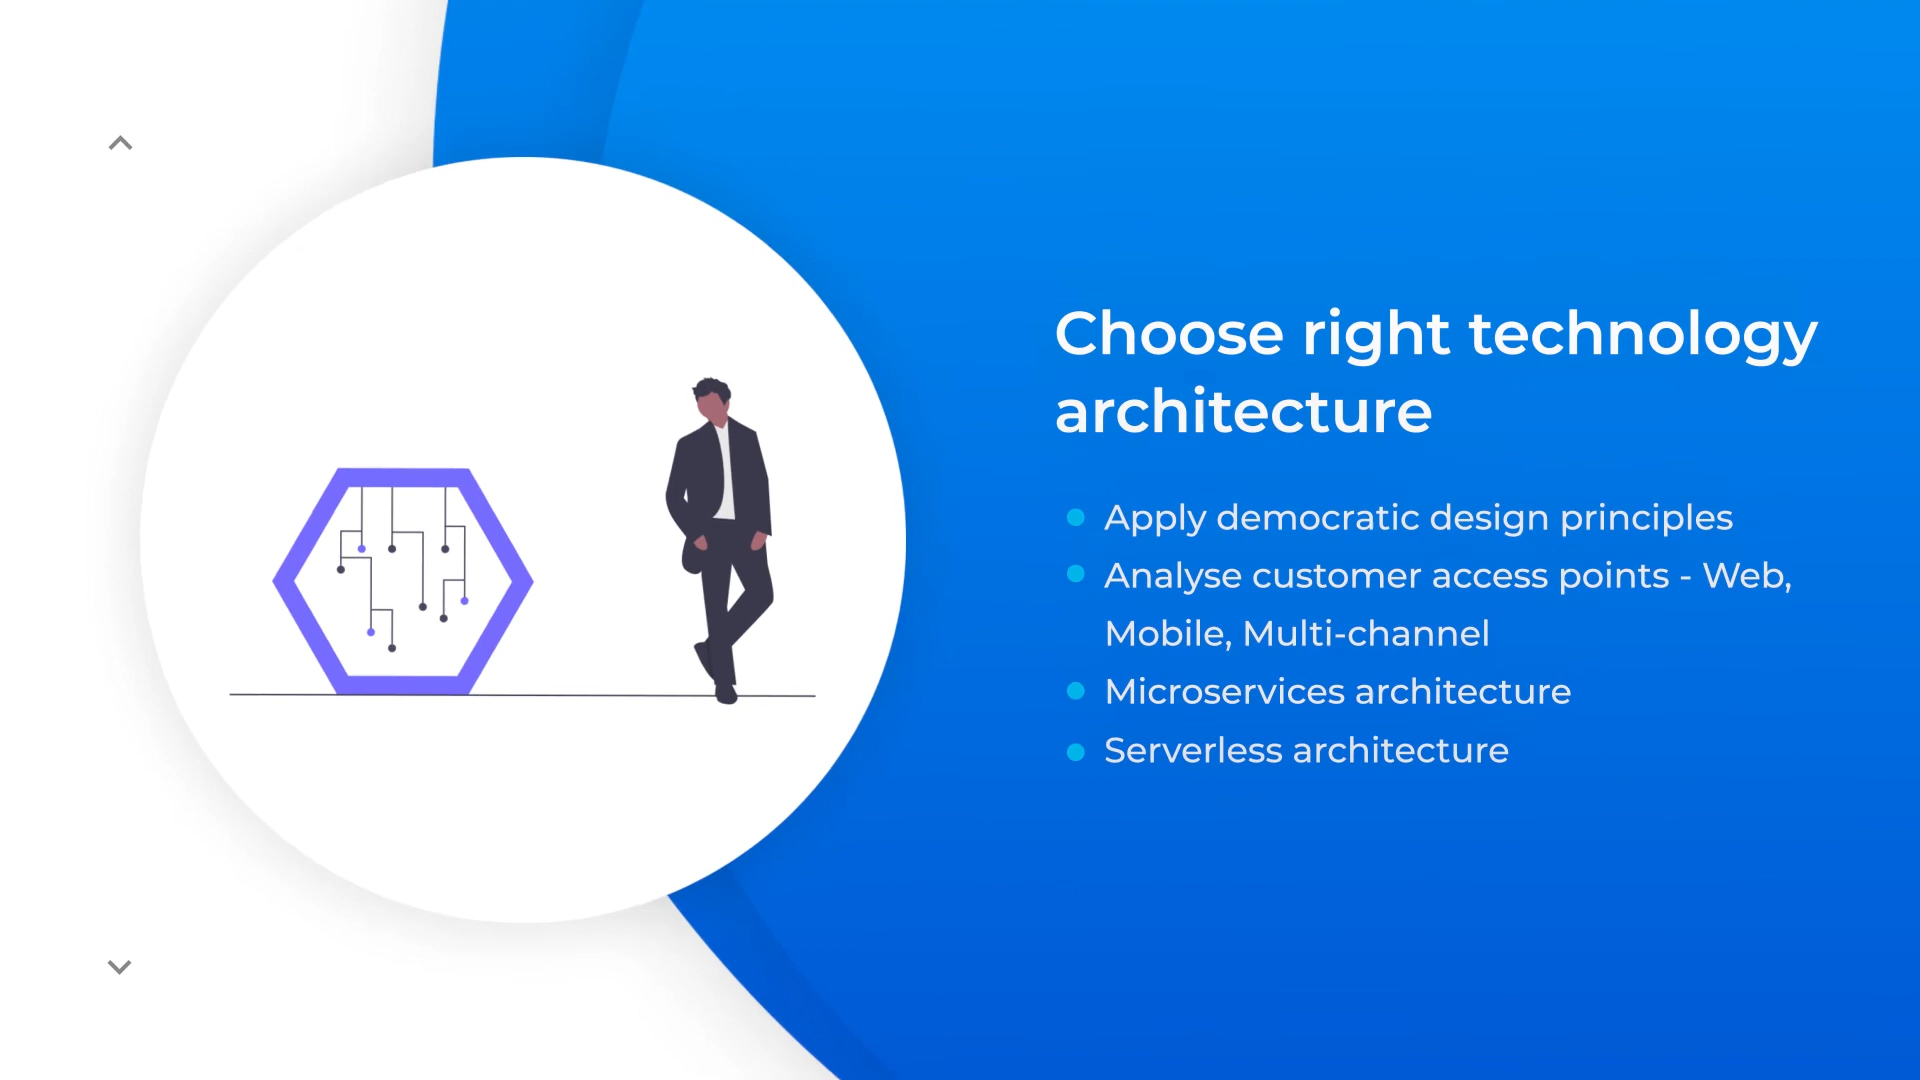 Choose right technology
architecture
Apply democratic design principles
Analyse customer access points - Web,
Mobile, Multi-channel
Microservices architecture
Serverless architecture